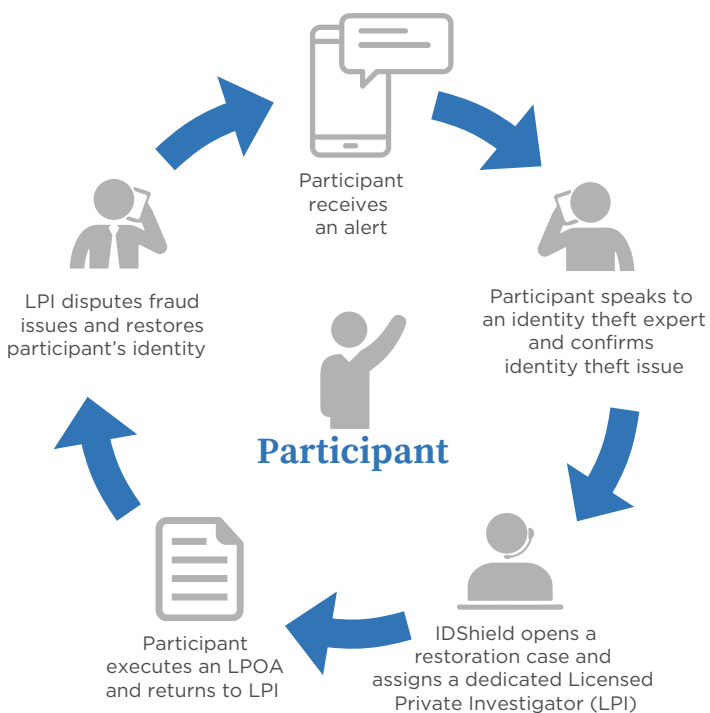 Participant
receives
an alert
Participant speaks to
an identity theft expert
and confirms
identity theft issue
IDShield opens a
restoration case and
assigns a dedicated Licensed
Private Investigator (LPI)
Participant
executes an LPOA
and returns to LPI
LPI disputes fraud
issues and restores
participant’s identity
Participant